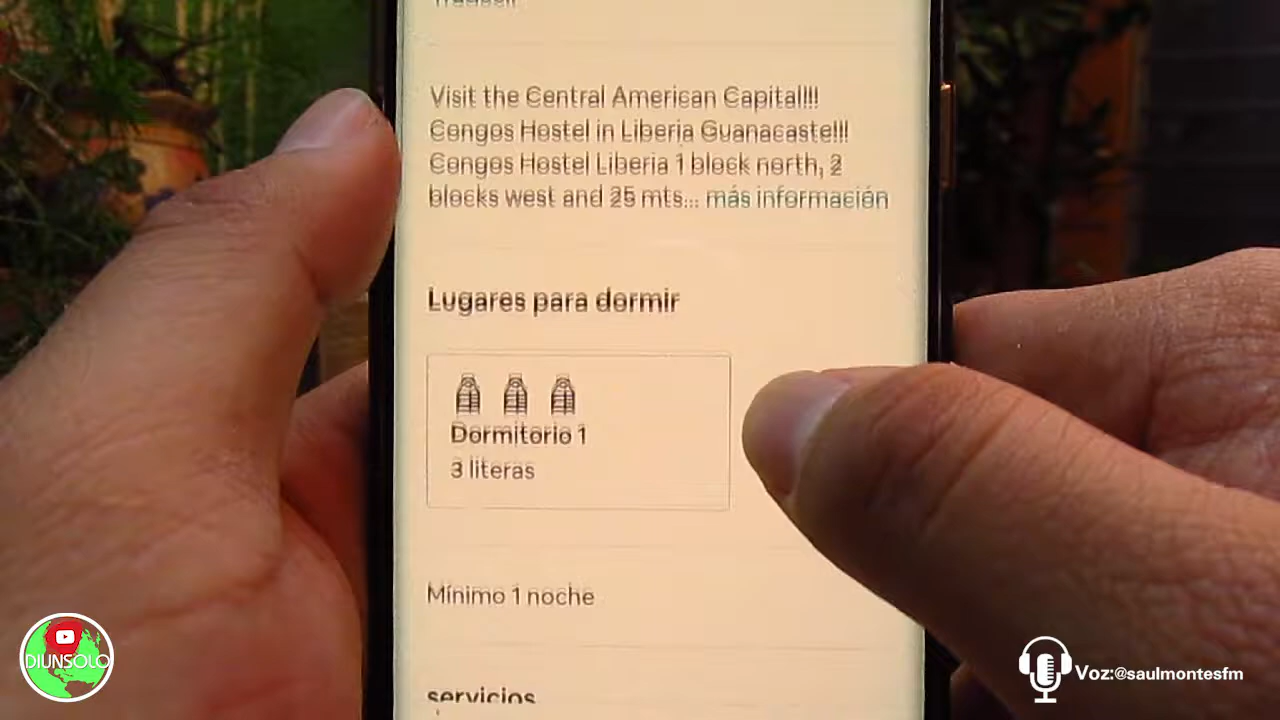 Visit the Central American Capital!!!
Congos Hostel in Liberia Guanacaste!!!
Congos Hostel Liberia 1 block north, 2
blocks west and 25 mts... más información
Lugares para dormir
Dormitorio 1
3 literas
Mínimo 1 noche
servicios
DIUNSOLO
Voz:@saulmontesfm